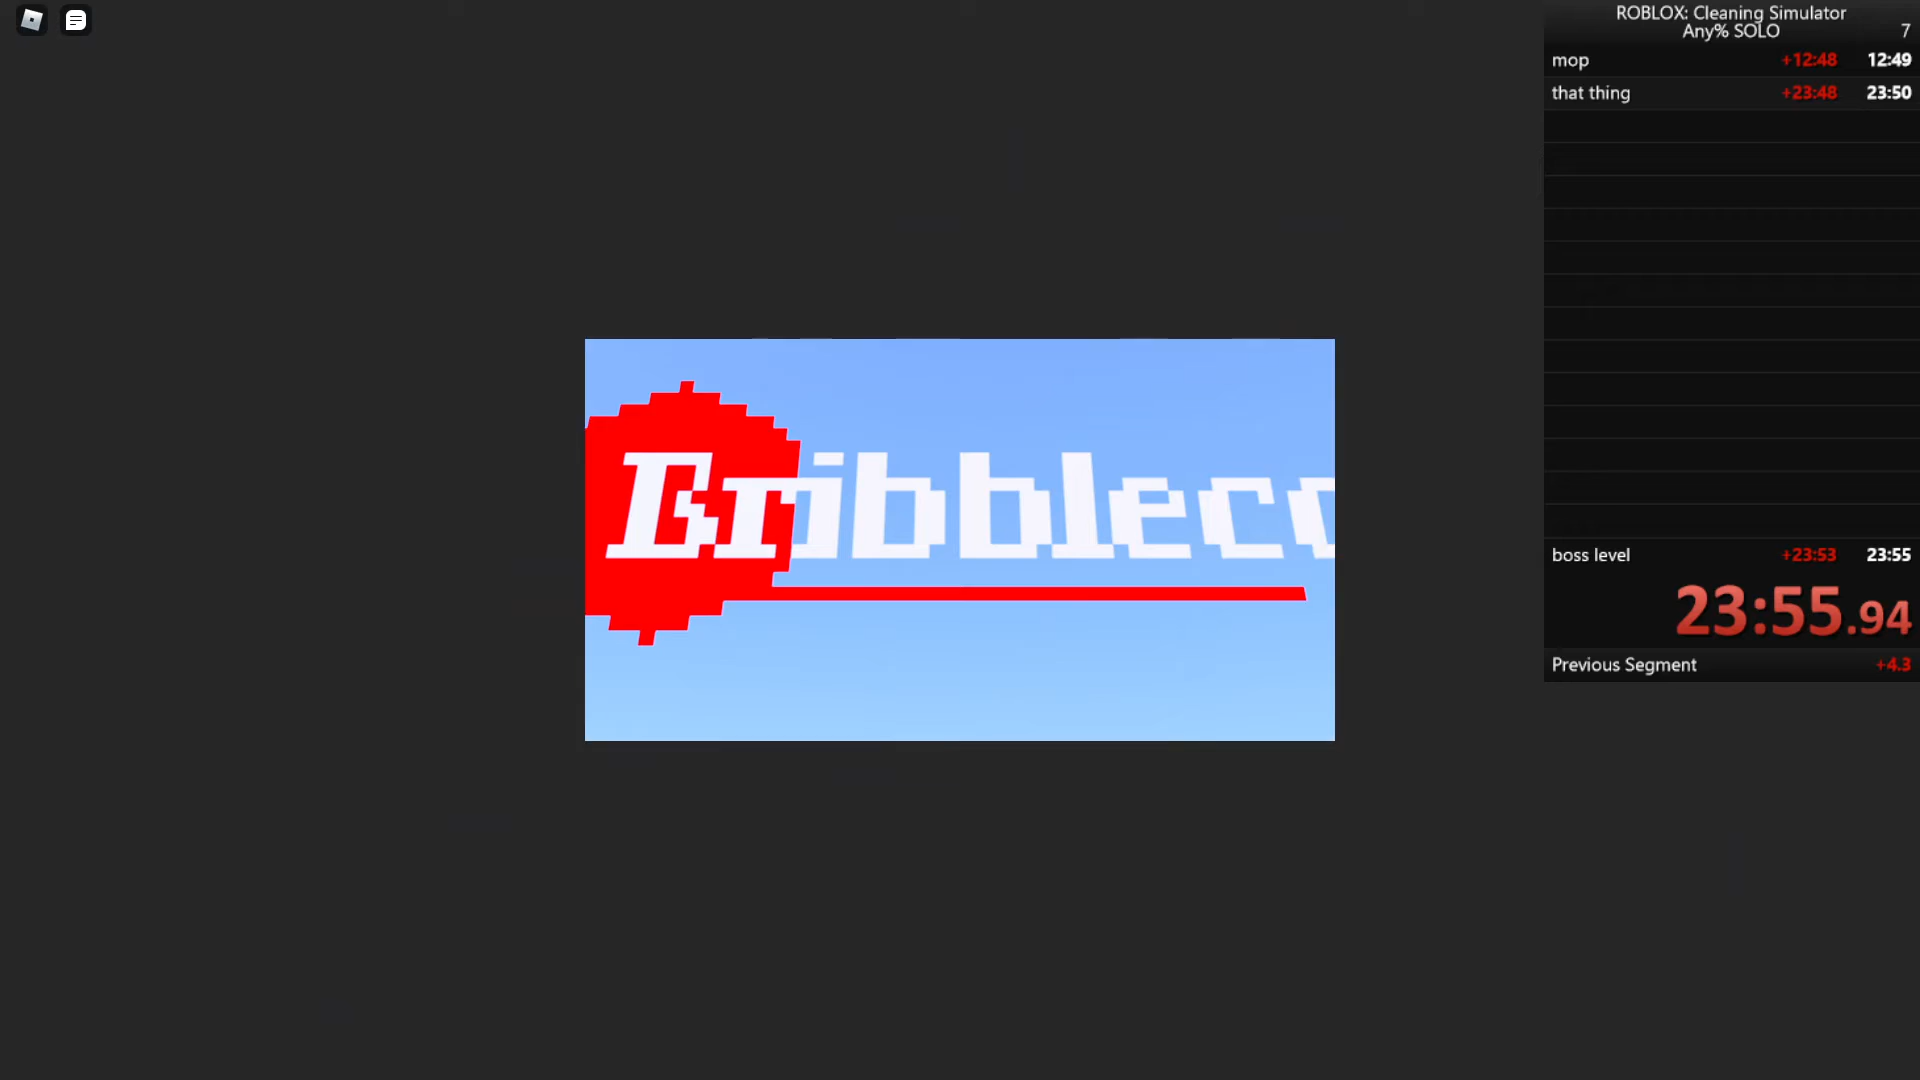 ROBLOX: Cleaning Simulator
Any% SOLO 7
mop +12:48 12:49
that thing +23:48 23:50
Bribblecc
boss level +23:53 23:55
23:55.94
Previous Segment +4.3